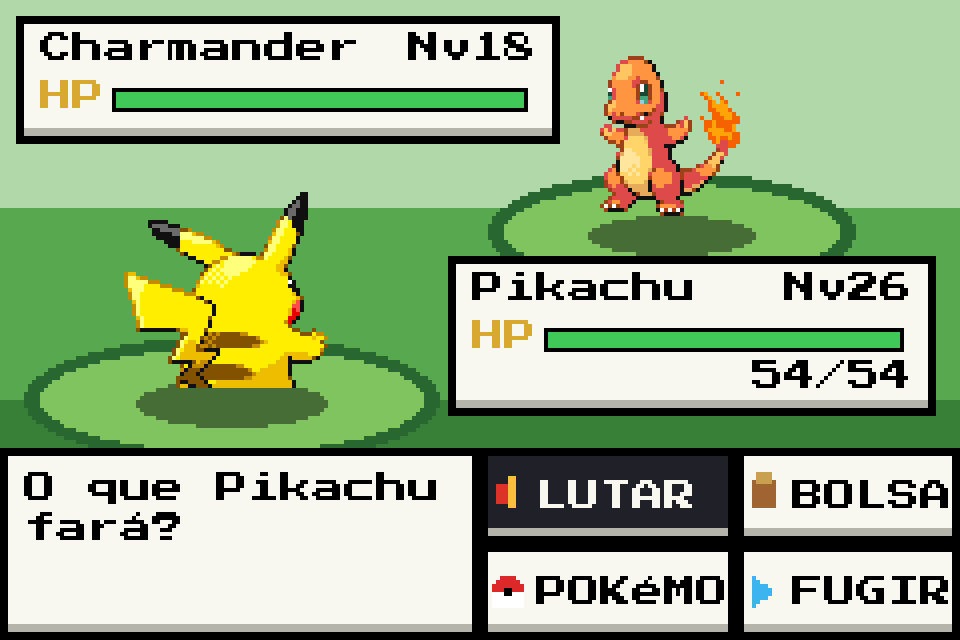 Charmander Nv18
HP
Pikachu Nv26
HP
54/54
O que Pikachu
fará?
LUTAR
BOLSA
POKéMO
FUGIR